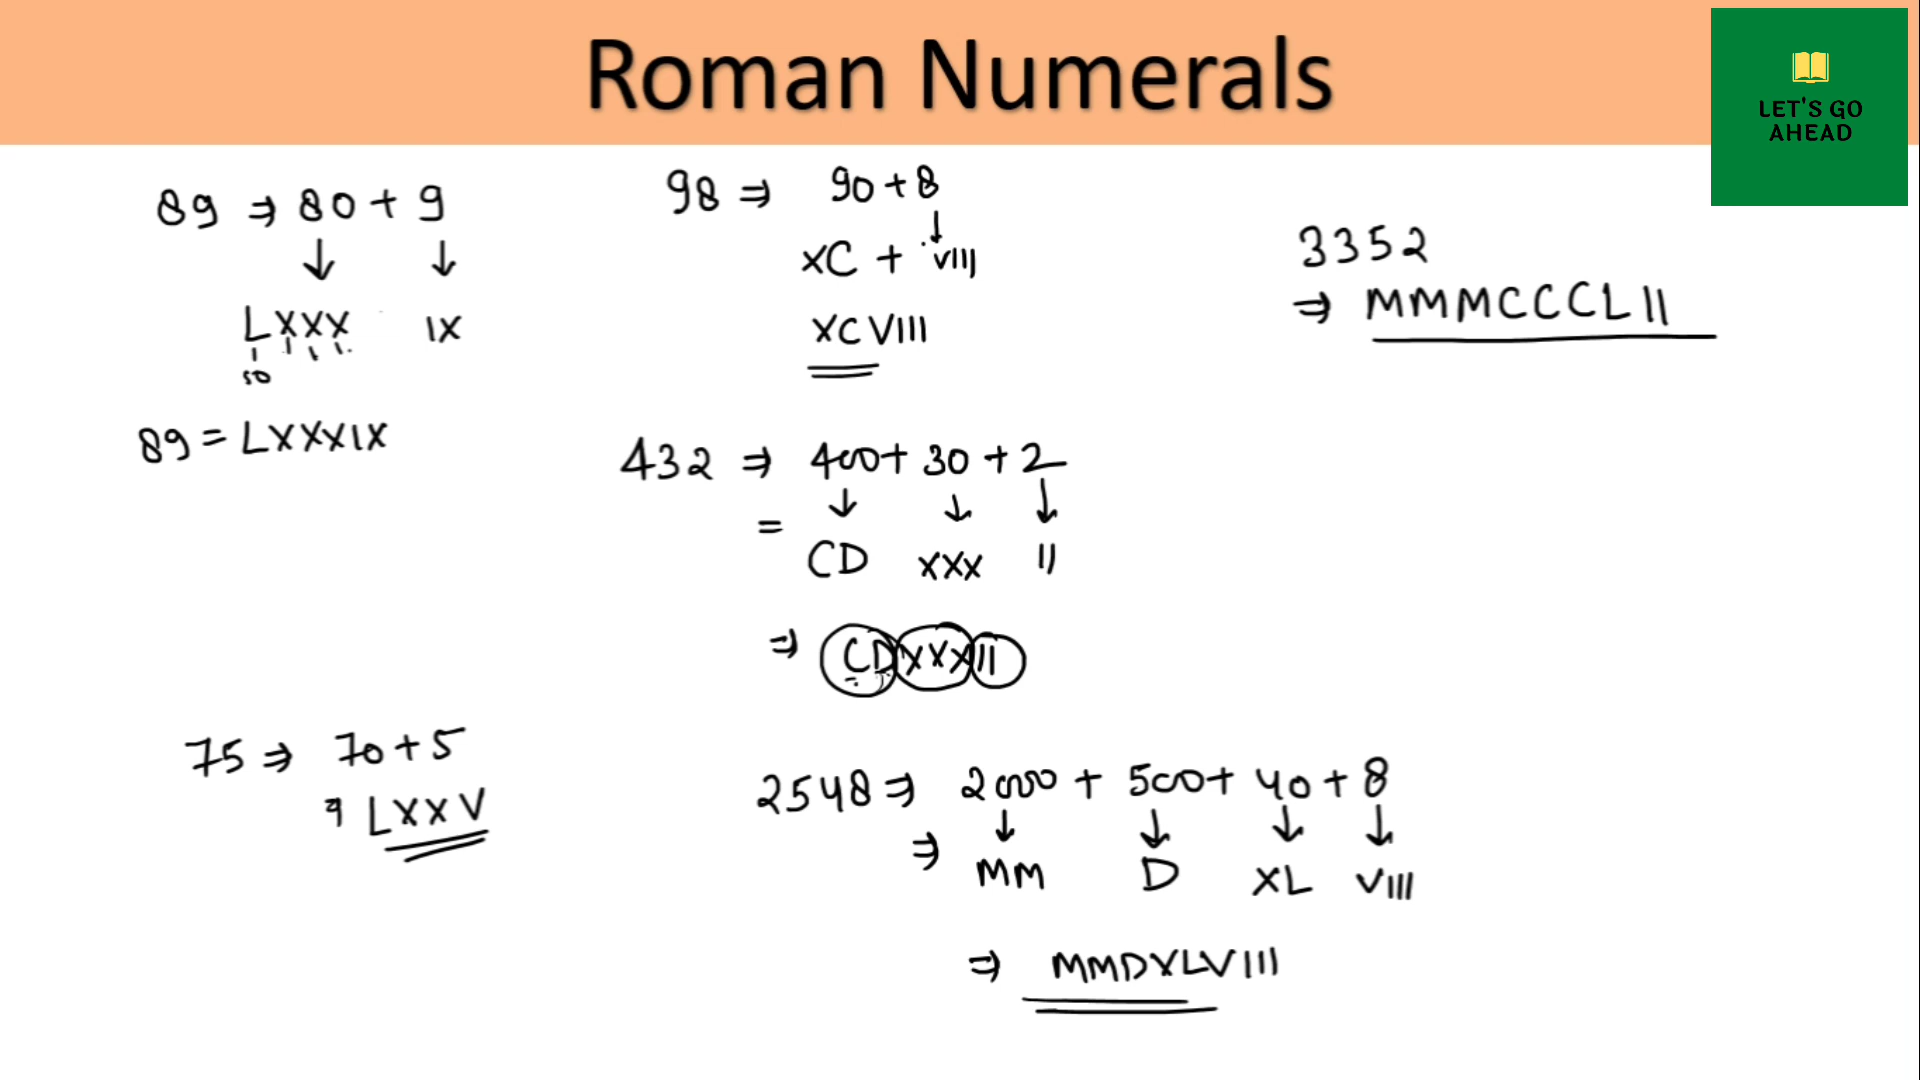 Roman Numerals
LET'S GO
AHEAD
89 ⇒ 80 + 9
↓ ↓
LXXX IX
50
89 = LXXXIX
75 ⇒ 70 + 5
LXXV
98 ⇒ 90 + 8
↓
XC + VIII
XCVIII
432 ⇒ 400 + 30 + 2
↓ ↓ ↓
=
CD XXX II
⇒ CDXXXII
2548 ⇒ 2000 + 500 + 40 + 8
↓ ↓ ↓ ↓
⇒ MM D XL VIII
⇒ MMDXLVIII
3352
⇒ MMMCCCLII